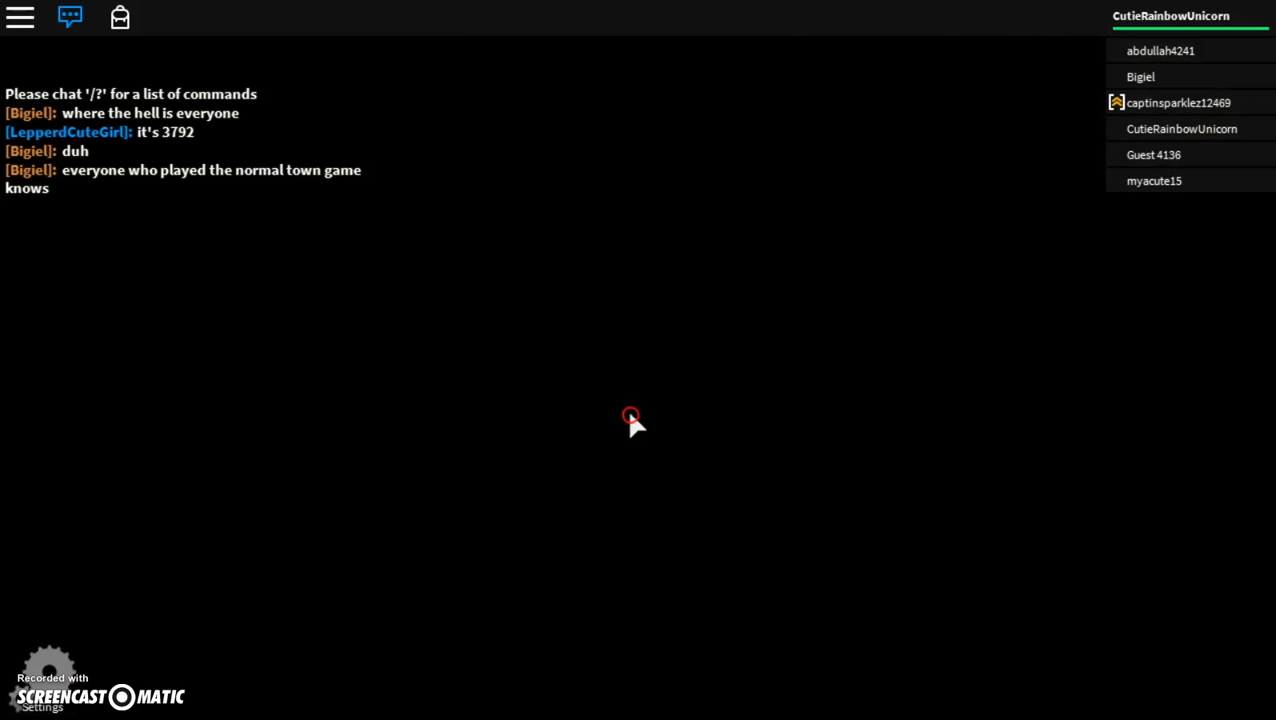 CutieRainbowUnicorn
abdullah4241
Bigiel
captinsparklez12469
CutieRainbowUnicorn
Guest 4136
myacute15
Please chat '/?' for a list of commands
[Bigiel]: where the hell is everyone
[LepperdCuteGirl]: it's 3792
[Bigiel]: duh
[Bigiel]: everyone who played the normal town game
knows
Recorded with
SCREENCAST MATIC
Settings